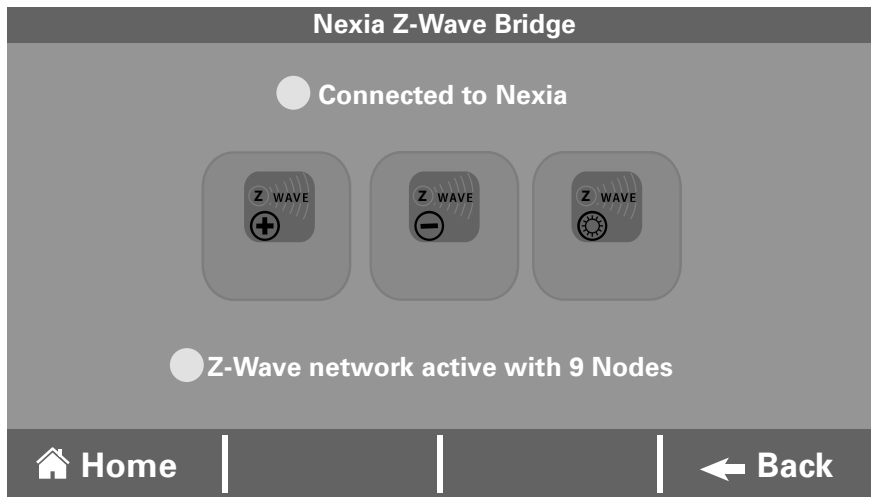 Nexia Z-Wave Bridge
Connected to Nexia
Z WAVE Z WAVE Z WAVE
Z-Wave network active with 9 Nodes
Home Back